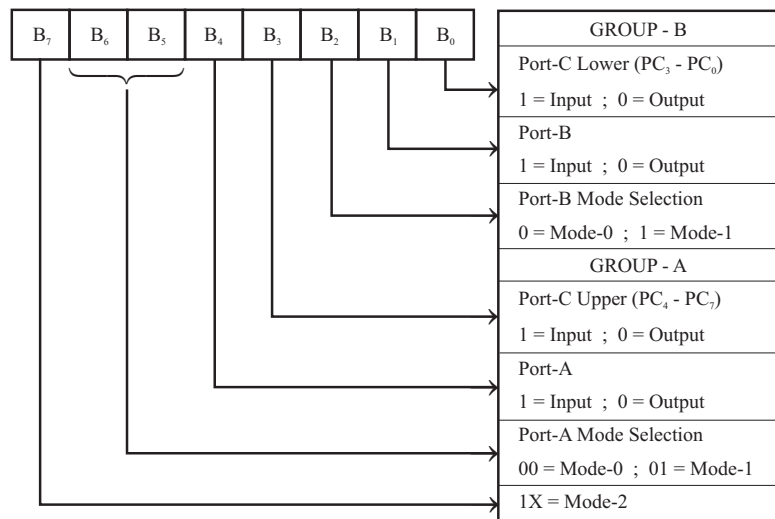 B₇ B₆ B₅ B₄ B₃ B₂ B₁ B₀
GROUP - B
Port-C Lower (PC₃ - PC₀)
1 = Input ; 0 = Output
Port-B
1 = Input ; 0 = Output
Port-B Mode Selection
0 = Mode-0 ; 1 = Mode-1
GROUP - A
Port-C Upper (PC₄ - PC₇)
1 = Input ; 0 = Output
Port-A
1 = Input ; 0 = Output
Port-A Mode Selection
00 = Mode-0 ; 01 = Mode-1
1X = Mode-2